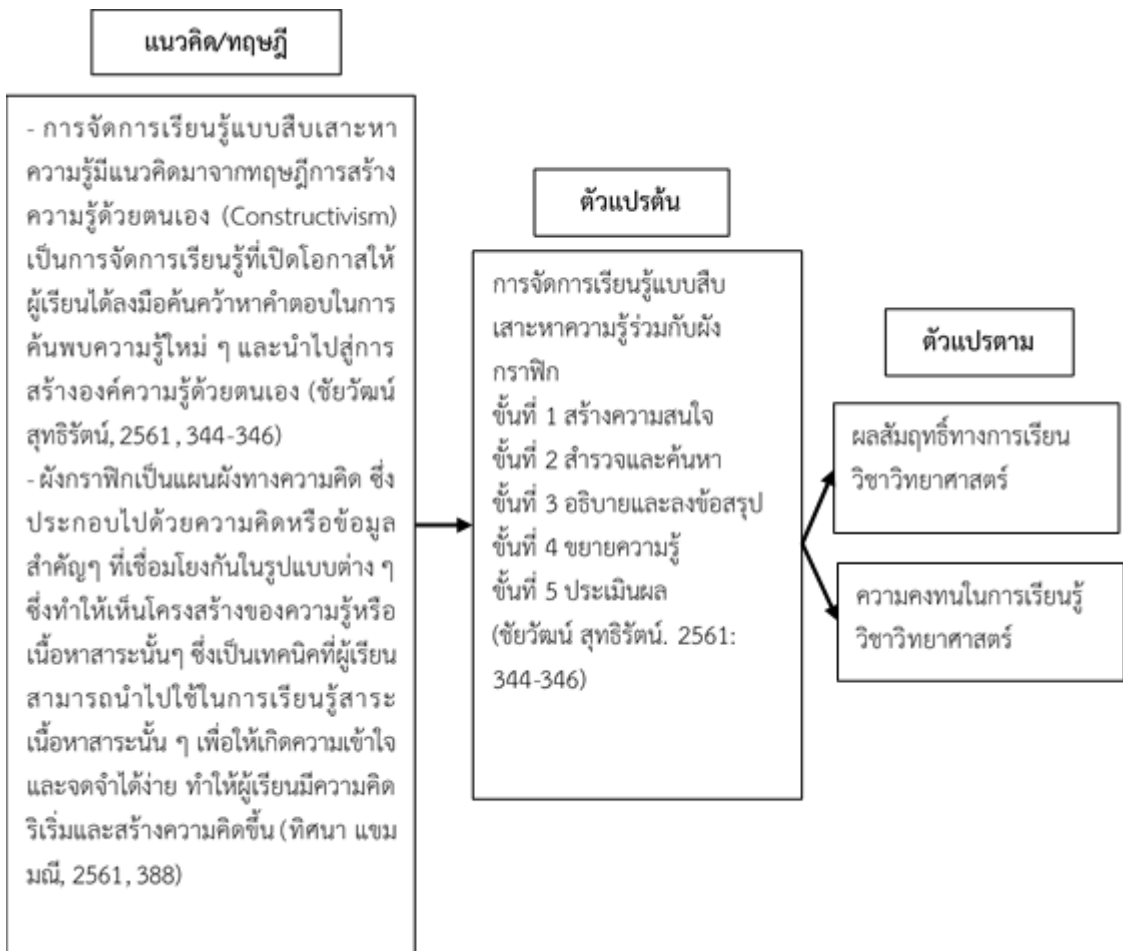 แนวคิด/ทฤษฎี
- การจัดการเรียนรู้แบบสืบเสาะหา
ความรู้มีแนวคิดมาจากทฤษฎีการสร้าง
ความรู้ด้วยตนเอง (Constructivism)
เป็นการจัดการเรียนรู้ที่เปิดโอกาสให้
ผู้เรียนได้ลงมือค้นคว้าหาคำตอบในการ
ค้นพบความรู้ใหม่ ๆ และนำไปสู่การ
สร้างองค์ความรู้ด้วยตนเอง (ชัยวัฒน์
สุทธิรัตน์, 2561 , 344-346)
- ผังกราฟิกเป็นแผนผังทางความคิด ซึ่ง
ประกอบไปด้วยความคิดหรือข้อมูล
สำคัญๆ ที่เชื่อมโยงกันในรูปแบบต่าง ๆ
ซึ่งทำให้เห็นโครงสร้างของความรู้หรือ
เนื้อหาสาระนั้นๆ ซึ่งเป็นเทคนิคที่ผู้เรียน
สามารถนำไปใช้ในการเรียนรู้สาระ
เนื้อหาสาระนั้น ๆ เพื่อให้เกิดความเข้าใจ
และจดจำได้ง่าย ทำให้ผู้เรียนมีความคิด
ริเริ่มและสร้างความคิดขึ้น (ทิศนา แขม
มณี, 2561 , 388)
ตัวแปรต้น
การจัดการเรียนรู้แบบสืบ
เสาะหาความรู้ร่วมกับผัง
กราฟิก
ขั้นที่ 1 สร้างความสนใจ
ขั้นที่ 2 สำรวจและค้นหา
ขั้นที่ 3 อธิบายและลงข้อสรุป
ขั้นที่ 4 ขยายความรู้
ขั้นที่ 5 ประเมินผล
(ชัยวัฒน์ สุทธิรัตน์. 2561:
344-346)
ตัวแปรตาม
ผลสัมฤทธิ์ทางการเรียน
วิชาวิทยาศาสตร์
ความคงทนในการเรียนรู้
วิชาวิทยาศาสตร์